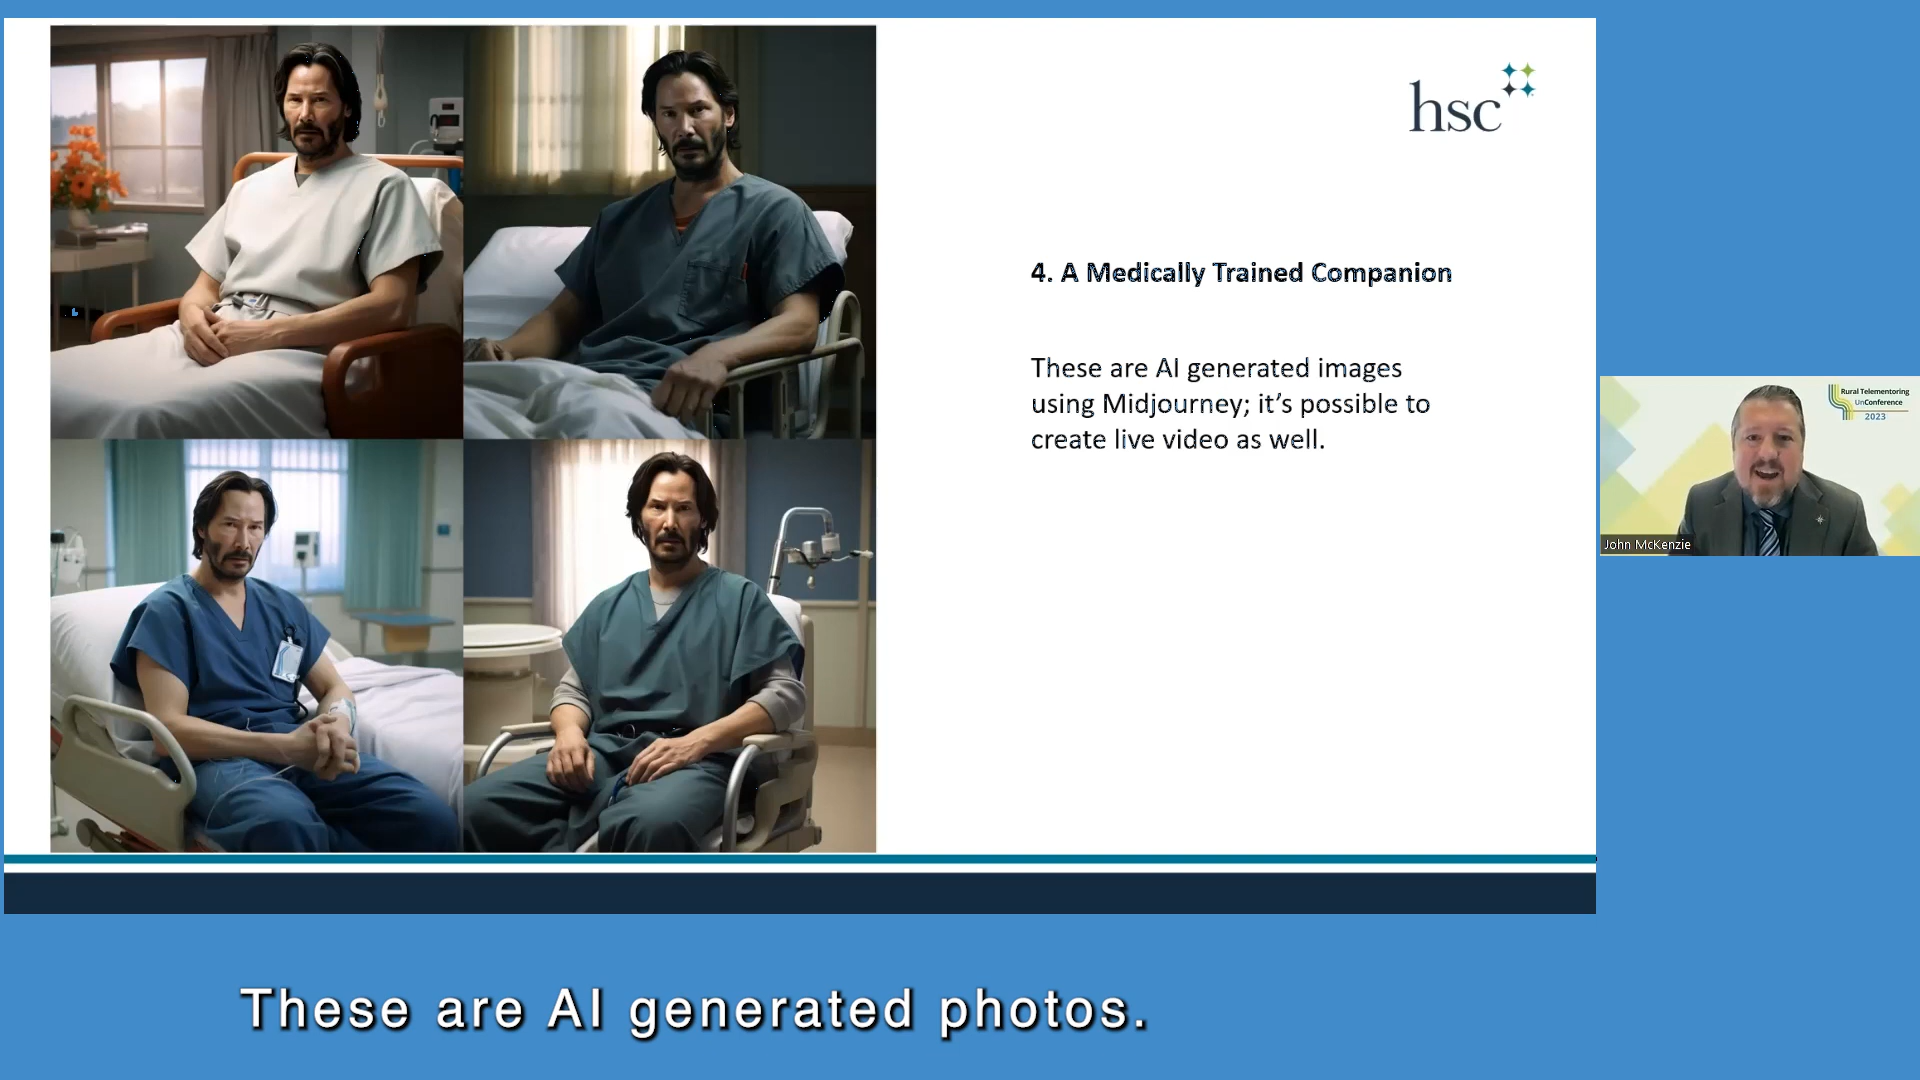 hsc
4. A Medically Trained Companion
These are AI generated images
using Midjourney; it's possible to
create live video as well.
Rural Telementoring
UnConference
2023
John McKenzie
These are AI generated photos.